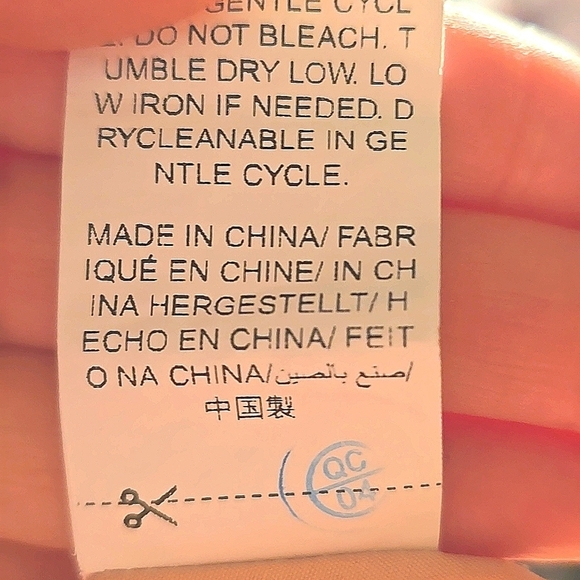 GENTLE CYCL
E. DO NOT BLEACH. T
UMBLE DRY LOW. LO
W IRON IF NEEDED. D
RYCLEANABLE IN GE
NTLE CYCLE.
MADE IN CHINA/ FABR
IQUÉ EN CHINE/ IN CH
INA HERGESTELLT/ H
ECHO EN CHINA/ FEIT
O NA CHINA/صنع بالصين/
中国製
QC
04